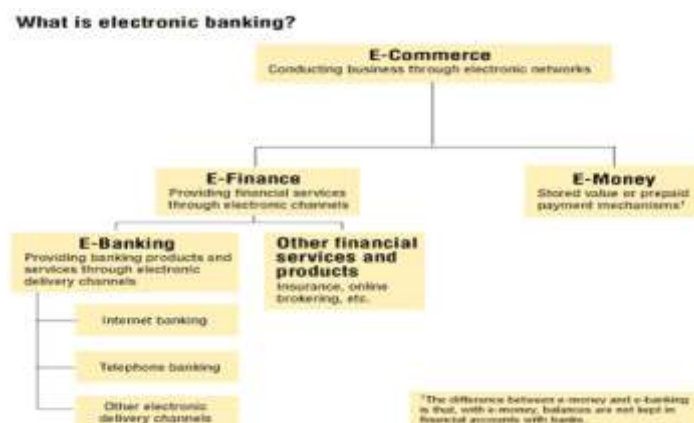 What is electronic banking?
E-Commerce
Conducting business through electronic networks
E-Finance
Providing financial services
through electronic channels
E-Money
Stored value or prepaid
payment mechanisms¹
E-Banking
Providing banking products and
services through electronic
delivery channels
Other financial
services and
products
Insurance, online
brokering, etc.
Internet banking
Telephone banking
Other electronic
delivery channels
¹The difference between e-money and e-banking
is that, with e-money, balances are not kept in
financial accounts with banks.